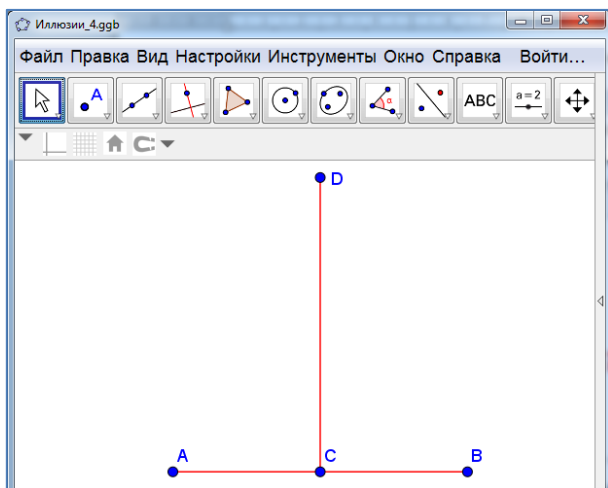 Иллюзии_4.ggb
Файл Правка Вид Настройки Инструменты Окно Справка Войти...
A α ABC a=2
D
A C B